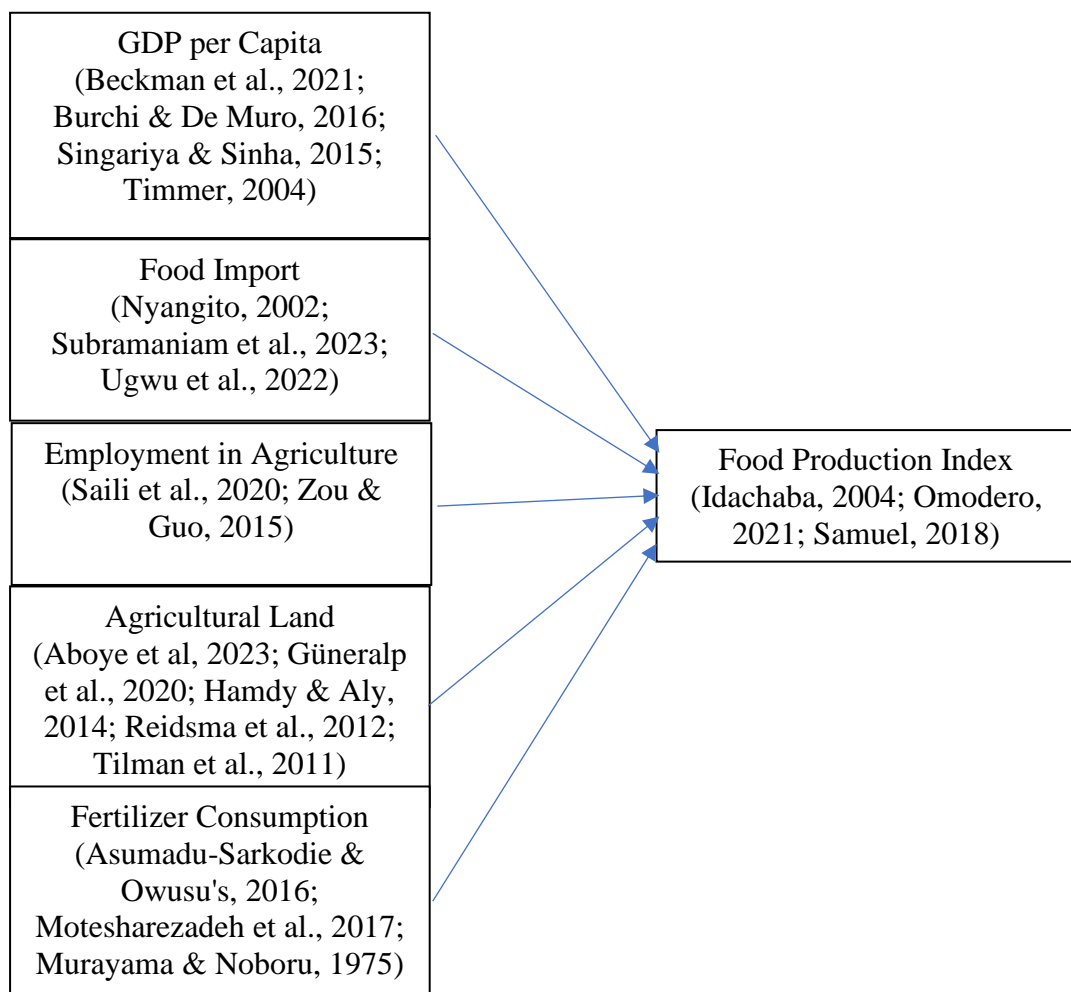 GDP per Capita
(Beckman et al., 2021;
Burchi & De Muro, 2016;
Singariya & Sinha, 2015;
Timmer, 2004)
Food Import
(Nyangito, 2002;
Subramaniam et al., 2023;
Ugwu et al., 2022)
Employment in Agriculture
(Saili et al., 2020; Zou &
Guo, 2015)
Agricultural Land
(Aboye et al, 2023; Güneralp
et al., 2020; Hamdy & Aly,
2014; Reidsma et al., 2012;
Tilman et al., 2011)
Fertilizer Consumption
(Asumadu-Sarkodie &
Owusu's, 2016;
Motesharezadeh et al., 2017;
Murayama & Noboru, 1975)
Food Production Index
(Idachaba, 2004; Omodero,
2021; Samuel, 2018)